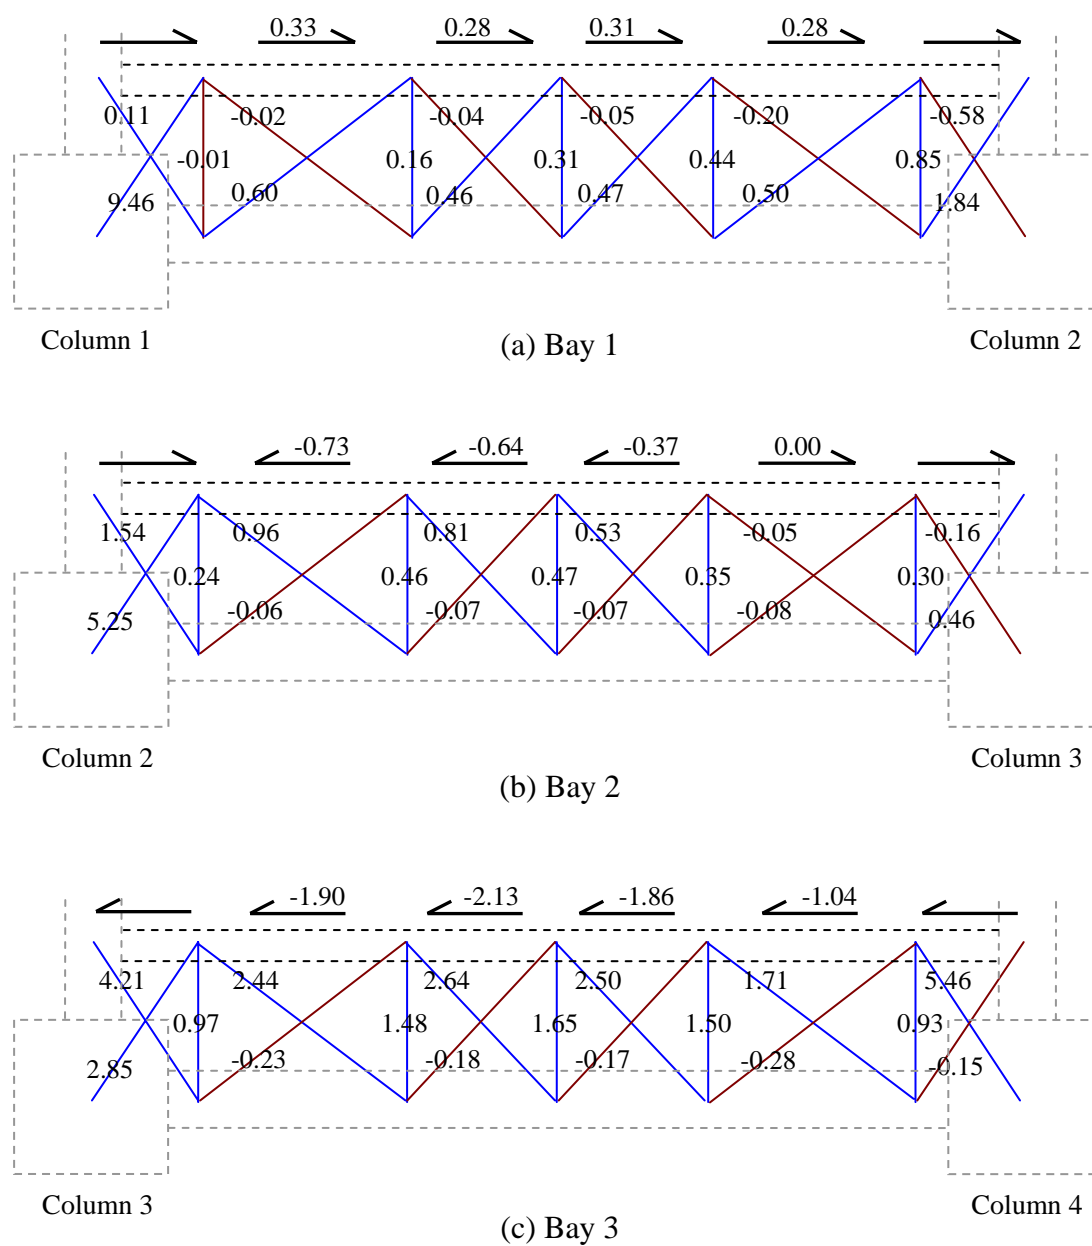 0.33 0.28 0.31 0.28
0.11 -0.02 -0.04 -0.05 -0.20 -0.58
-0.01 0.16 0.31 0.44 0.85
9.46 0.60 0.46 0.47 0.50 1.84
Column 1 (a) Bay 1 Column 2
-0.73 -0.64 -0.37 0.00
1.54 0.96 0.81 0.53 -0.05 -0.16
0.24 0.46 0.47 0.35 0.30
5.25 -0.06 -0.07 -0.07 -0.08 0.46
Column 2 Column 3
(b) Bay 2
-1.90 -2.13 -1.86 -1.04
4.21 2.44 2.64 2.50 1.71 5.46
0.97 1.48 1.65 1.50 0.93
2.85 -0.23 -0.18 -0.17 -0.28 -0.15
Column 3 Column 4
(c) Bay 3